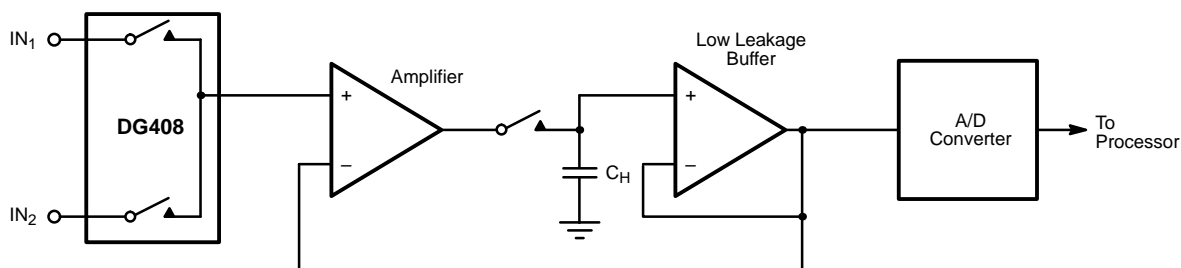 IN1
DG408
IN2
Amplifier
+
−
CH
Low Leakage
Buffer
+
−
A/D
Converter
To
Processor